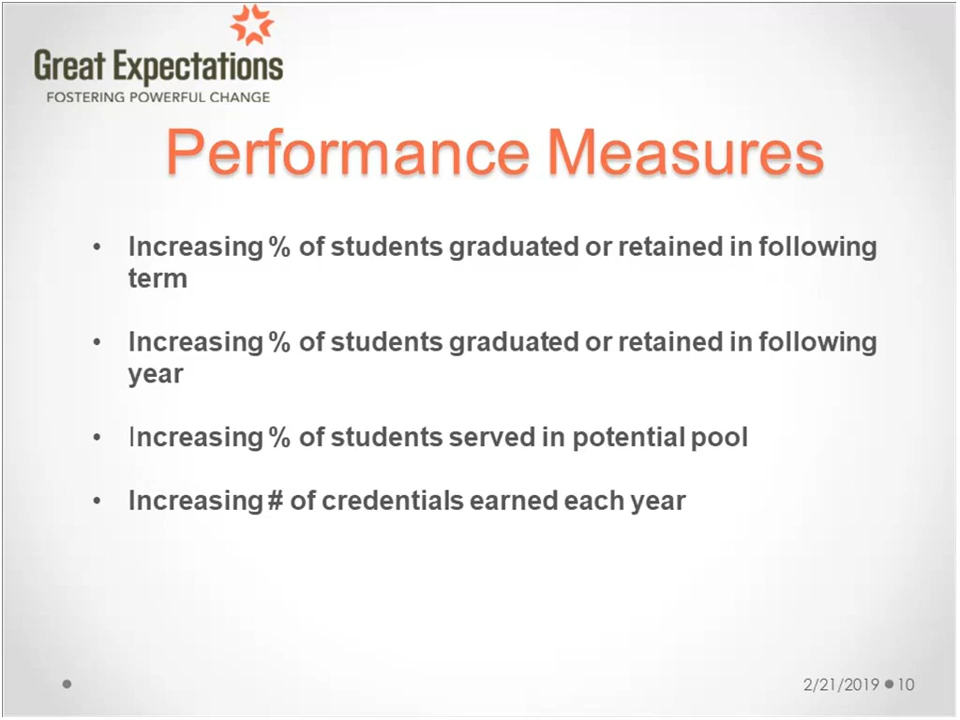 Great Expectations
FOSTERING POWERFUL CHANGE
Performance Measures
• Increasing % of students graduated or retained in following
term
• Increasing % of students graduated or retained in following
year
• Increasing % of students served in potential pool
• Increasing # of credentials earned each year
2/21/2019 ● 10